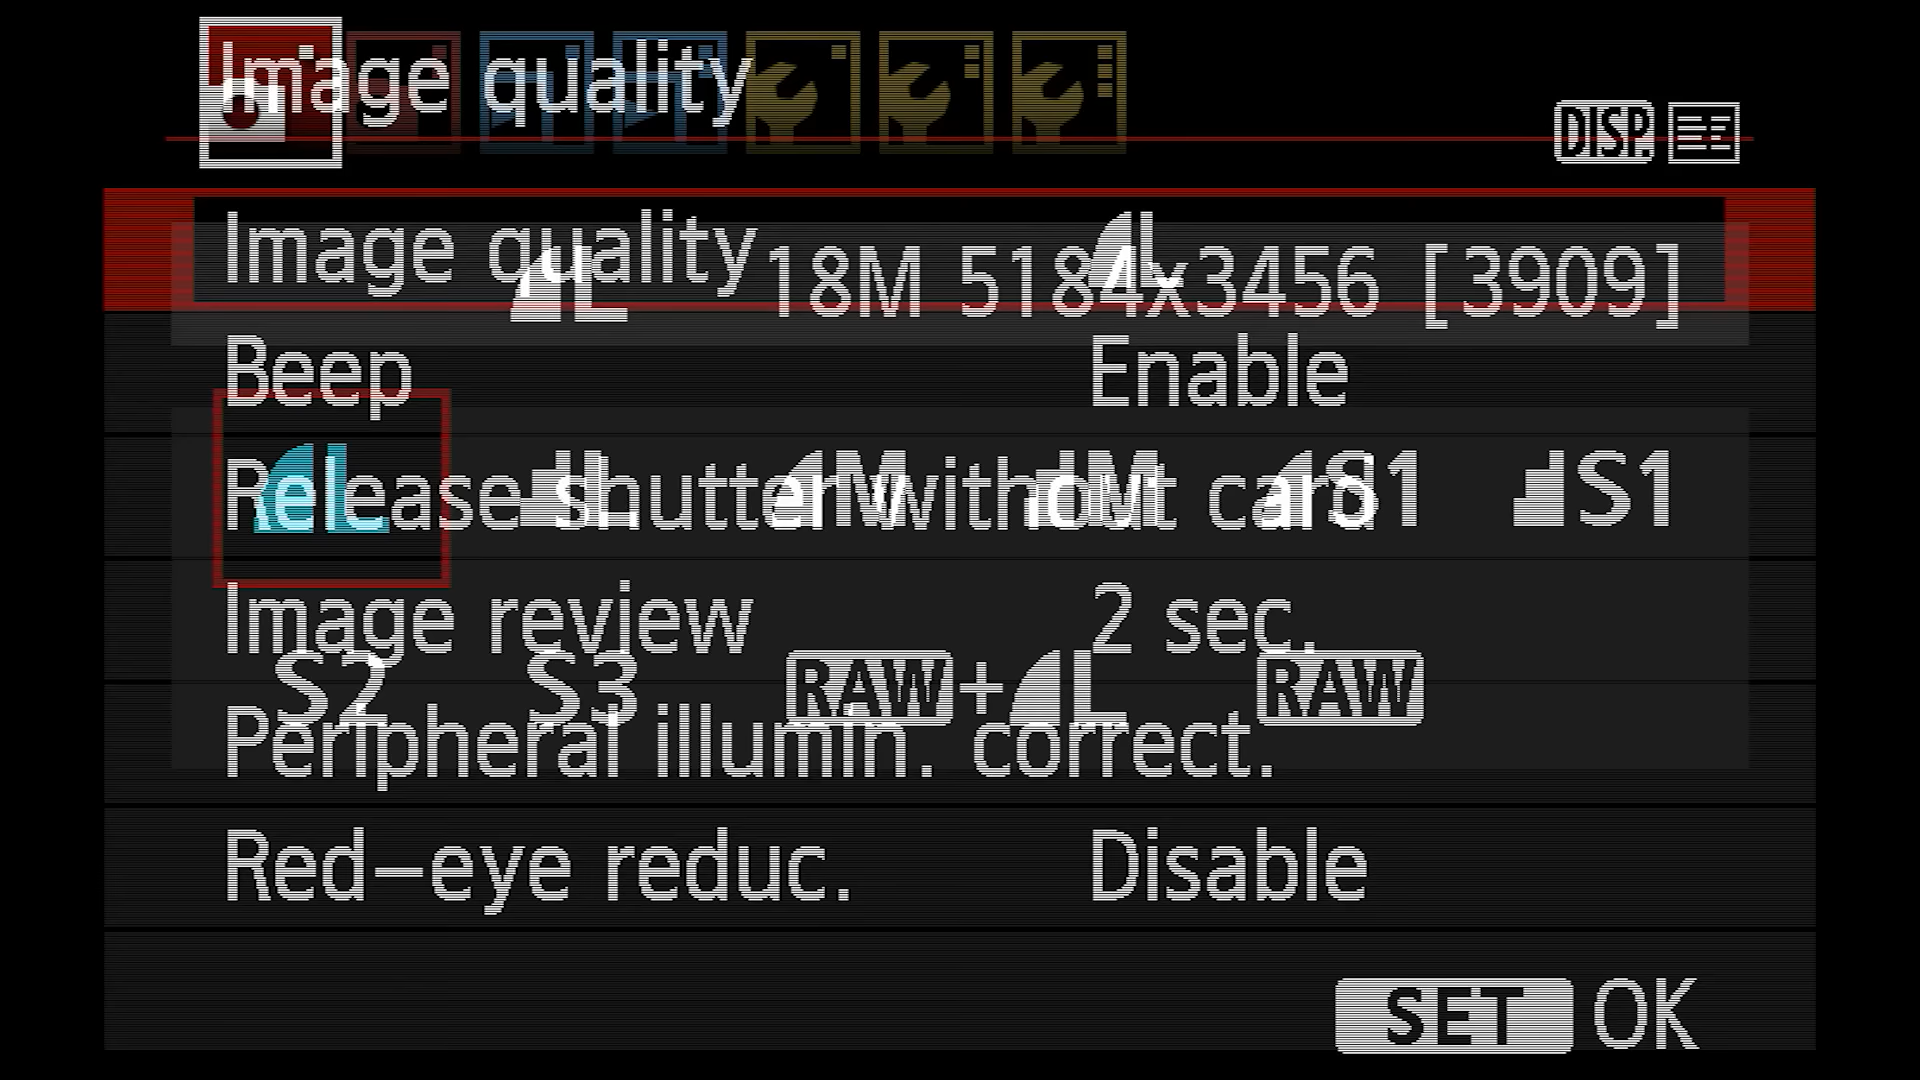 Image quality
DISP.
Image quality L
L 18M 5184x3456 [3909]
Beep Enable
Release shutter without card
L L M M S1 S1
Image review 2 sec.
S2 S3 RAW+L RAW
Peripheral illumin. correct.
Red-eye reduc. Disable
SET OK